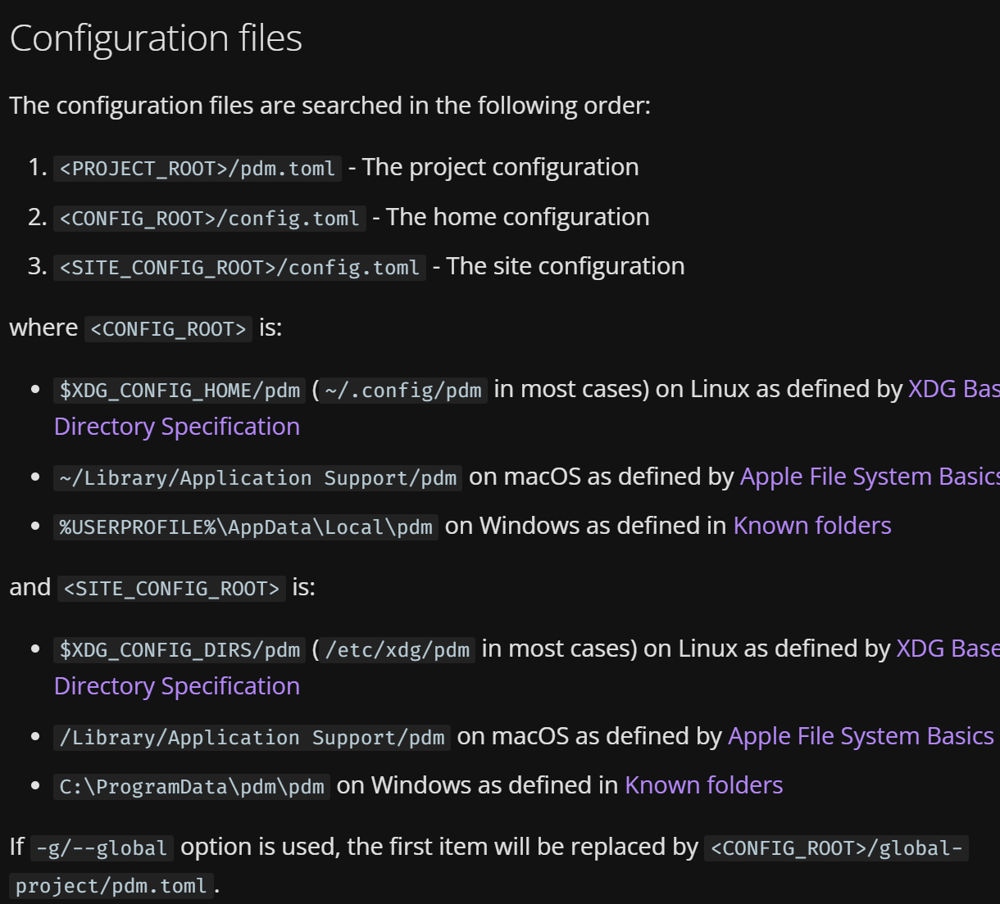 Configuration files
The configuration files are searched in the following order:
1. <PROJECT_ROOT>/pdm.toml - The project configuration
2. <CONFIG_ROOT>/config.toml - The home configuration
3. <SITE_CONFIG_ROOT>/config.toml - The site configuration
where <CONFIG_ROOT> is:
• $XDG_CONFIG_HOME/pdm ( ~/.config/pdm in most cases) on Linux as defined by XDG Bas
Directory Specification
• ~/Library/Application Support/pdm on macOS as defined by Apple File System Basics
• %USERPROFILE%\AppData\Local\pdm on Windows as defined in Known folders
and <SITE_CONFIG_ROOT> is:
• $XDG_CONFIG_DIRS/pdm ( /etc/xdg/pdm in most cases) on Linux as defined by XDG Base
Directory Specification
• /Library/Application Support/pdm on macOS as defined by Apple File System Basics
• C:\ProgramData\pdm\pdm on Windows as defined in Known folders
If -g/--global option is used, the first item will be replaced by <CONFIG_ROOT>/global-
project/pdm.toml .